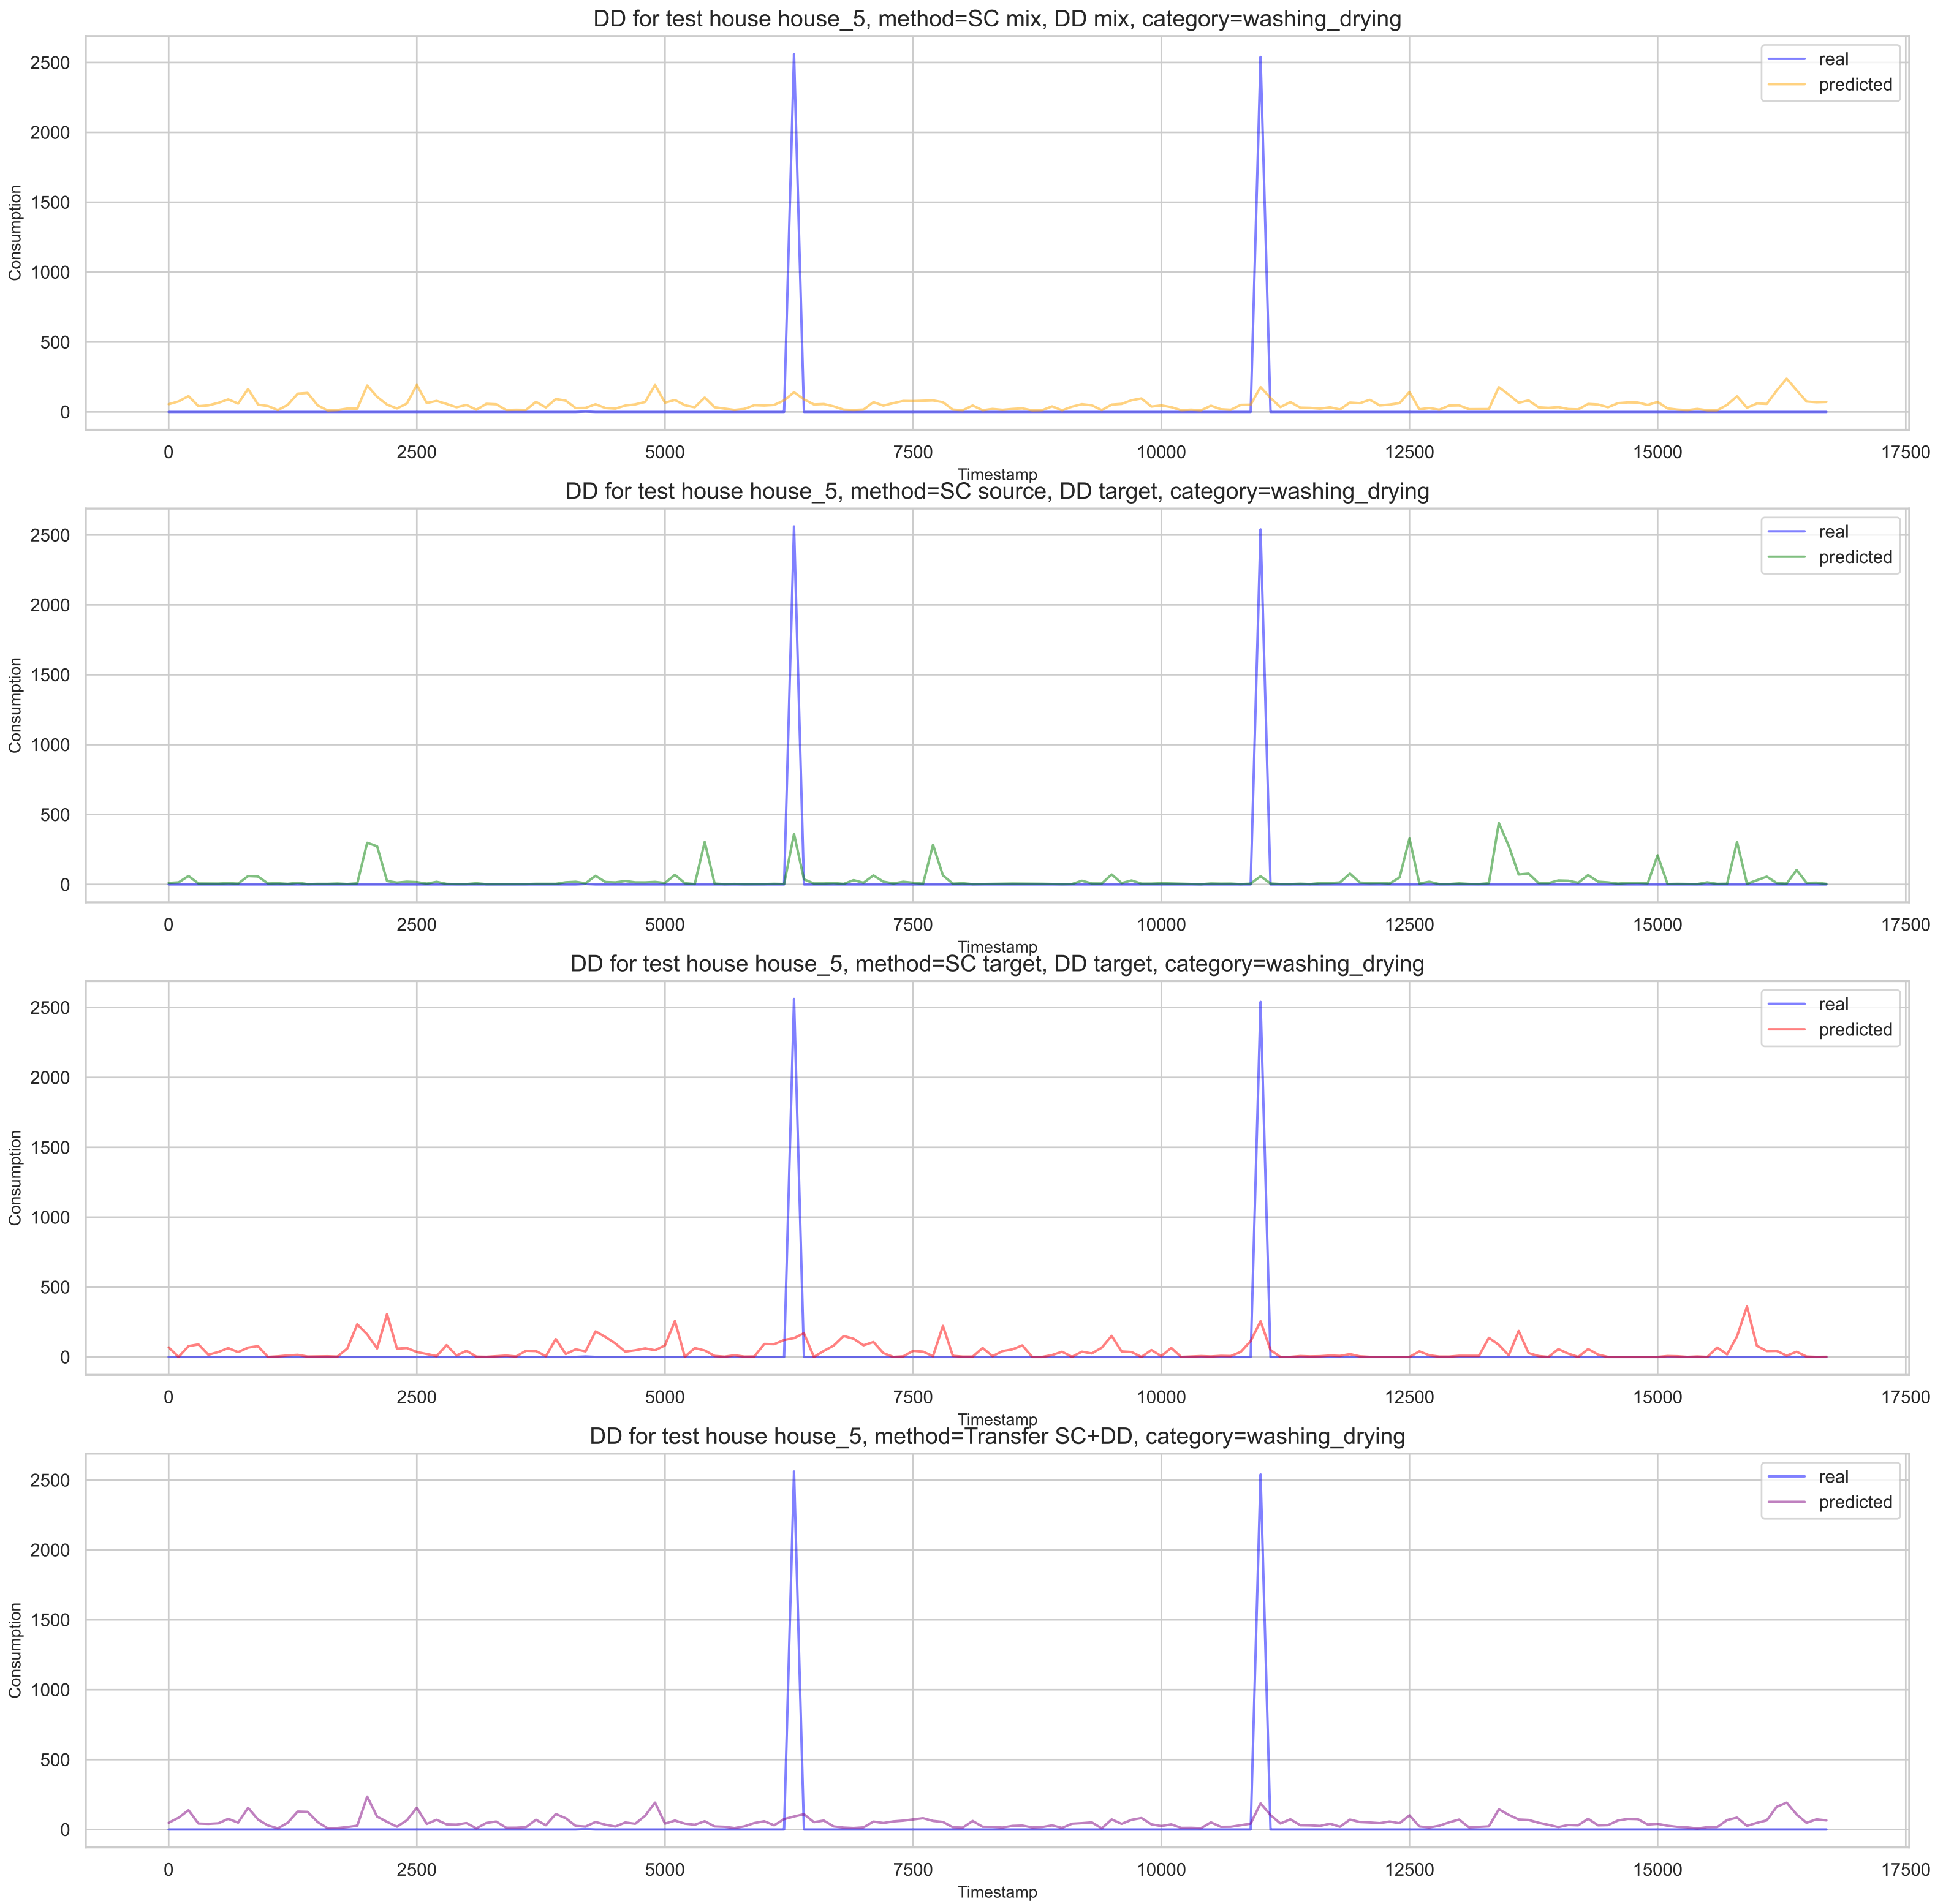 DD for test house house_5, method=SC mix, DD mix, category=washing_drying
2500
2000
1500
1000
500
0
Consumption
real
predicted
0 2500 5000 7500 10000 12500 15000 17500
Timestamp
DD for test house house_5, method=SC source, DD target, category=washing_drying
2500
2000
1500
1000
500
0
Consumption
real
predicted
0 2500 5000 7500 10000 12500 15000 17500
Timestamp
DD for test house house_5, method=SC target, DD target, category=washing_drying
2500
2000
1500
1000
500
0
Consumption
real
predicted
0 2500 5000 7500 10000 12500 15000 17500
Timestamp
DD for test house house_5, method=Transfer SC+DD, category=washing_drying
2500
2000
1500
1000
500
0
Consumption
real
predicted
0 2500 5000 7500 10000 12500 15000 17500
Timestamp